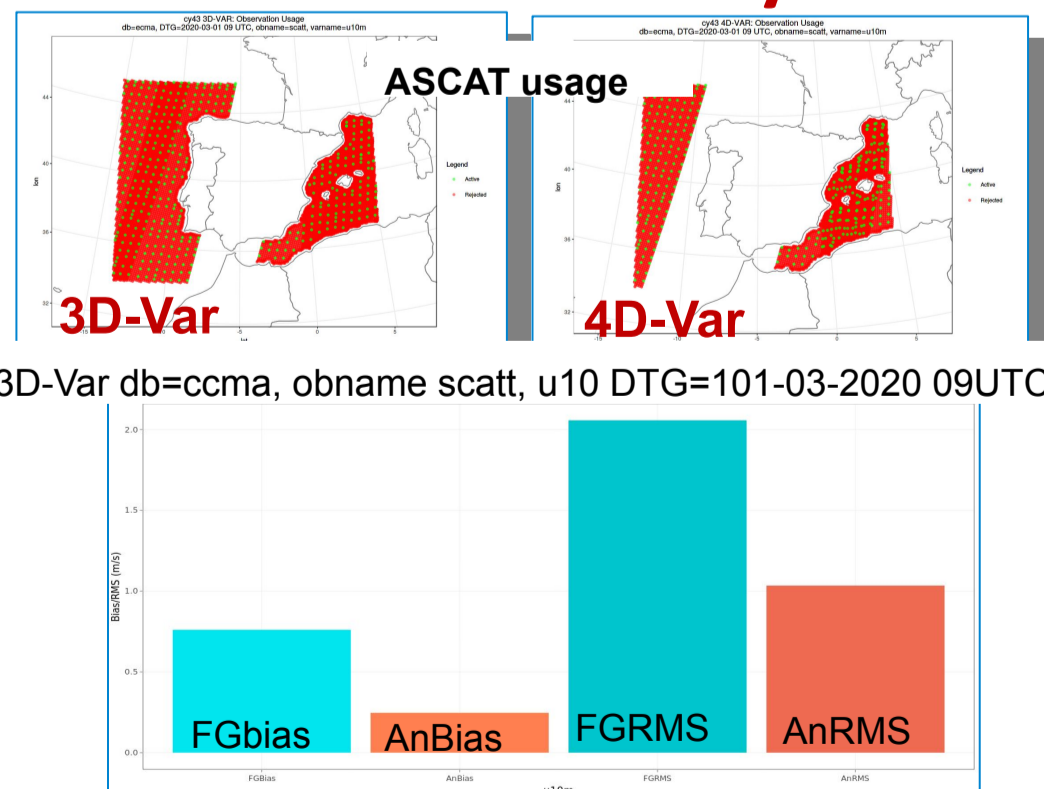 cy43 3D-VAR: Observation Usage
db=ecma, DTG=2020-03-01 09 UTC, obname=scatt, varname=u10m
cy43 4D-VAR: Observation Usage
db=ecma, DTG=2020-03-01 09 UTC, obname=scatt, varname=u10m
ASCAT usage
44
40
36
32
lon
Legend
Active
Rejected
-5
0
5
3D-Var
44
40
36
32
lon
Legend
Active
Rejected
-15
-10
-5
0
5
4D-Var
3D-Var db=ccma, obname scatt, u10 DTG=101-03-2020 09UTC
Bias/RMS (m/s)
2.0
1.5
1.0
0.5
0.0
FGbias
AnBias
FGRMS
AnRMS
FGBias
AnBias
FGRMS
AnRMS
u10m